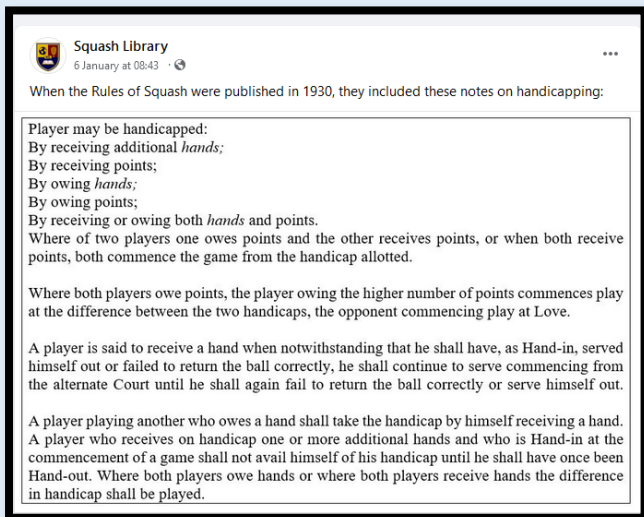 Squash Library
6 January at 08:43 ·
When the Rules of Squash were published in 1930, they included these notes on handicapping:
Player may be handicapped:
By receiving additional hands;
By receiving points;
By owing hands;
By owing points;
By receiving or owing both hands and points.
Where of two players one owes points and the other receives points, or when both receive
points, both commence the game from the handicap allotted.
Where both players owe points, the player owing the higher number of points commences play
at the difference between the two handicaps, the opponent commencing play at Love.
A player is said to receive a hand when notwithstanding that he shall have, as Hand-in, served
himself out or failed to return the ball correctly, he shall continue to serve commencing from
the alternate Court until he shall again fail to return the ball correctly or serve himself out.
A player playing another who owes a hand shall take the handicap by himself receiving a hand.
A player who receives on handicap one or more additional hands and who is Hand-in at the
commencement of a game shall not avail himself of his handicap until he shall have once been
Hand-out. Where both players owe hands or where both players receive hands the difference
in handicap shall be played.